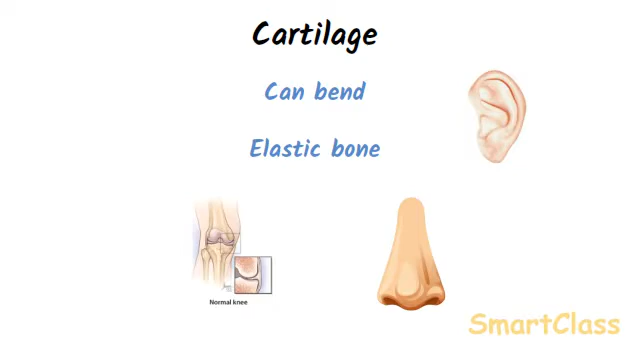 Cartilage
Can bend
Elastic bone
Normal knee
SmartClass